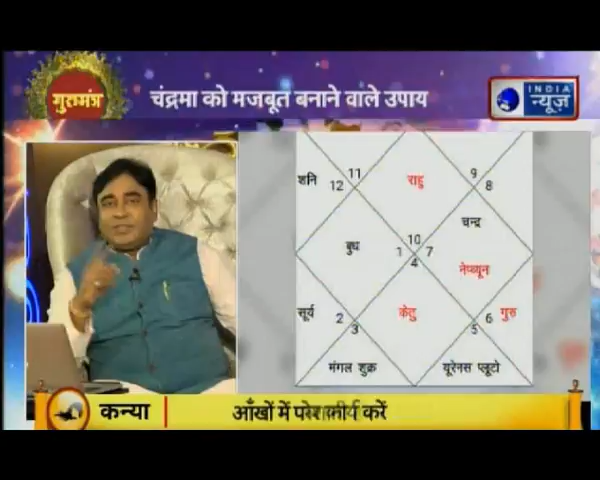 गुरुमंत्र
चंद्रमा को मजबूत बनाने वाले उपाय
INDIA
न्यूज़
शनि
12
11
राहु
9
8
चन्द्र
बुध
10
1
7
4
नेप्च्यून
सूर्य
2
3
केतु
6
5
गुरु
मंगल शुक्र
यूरेनस प्लूटो
कन्या
आँखों में करें